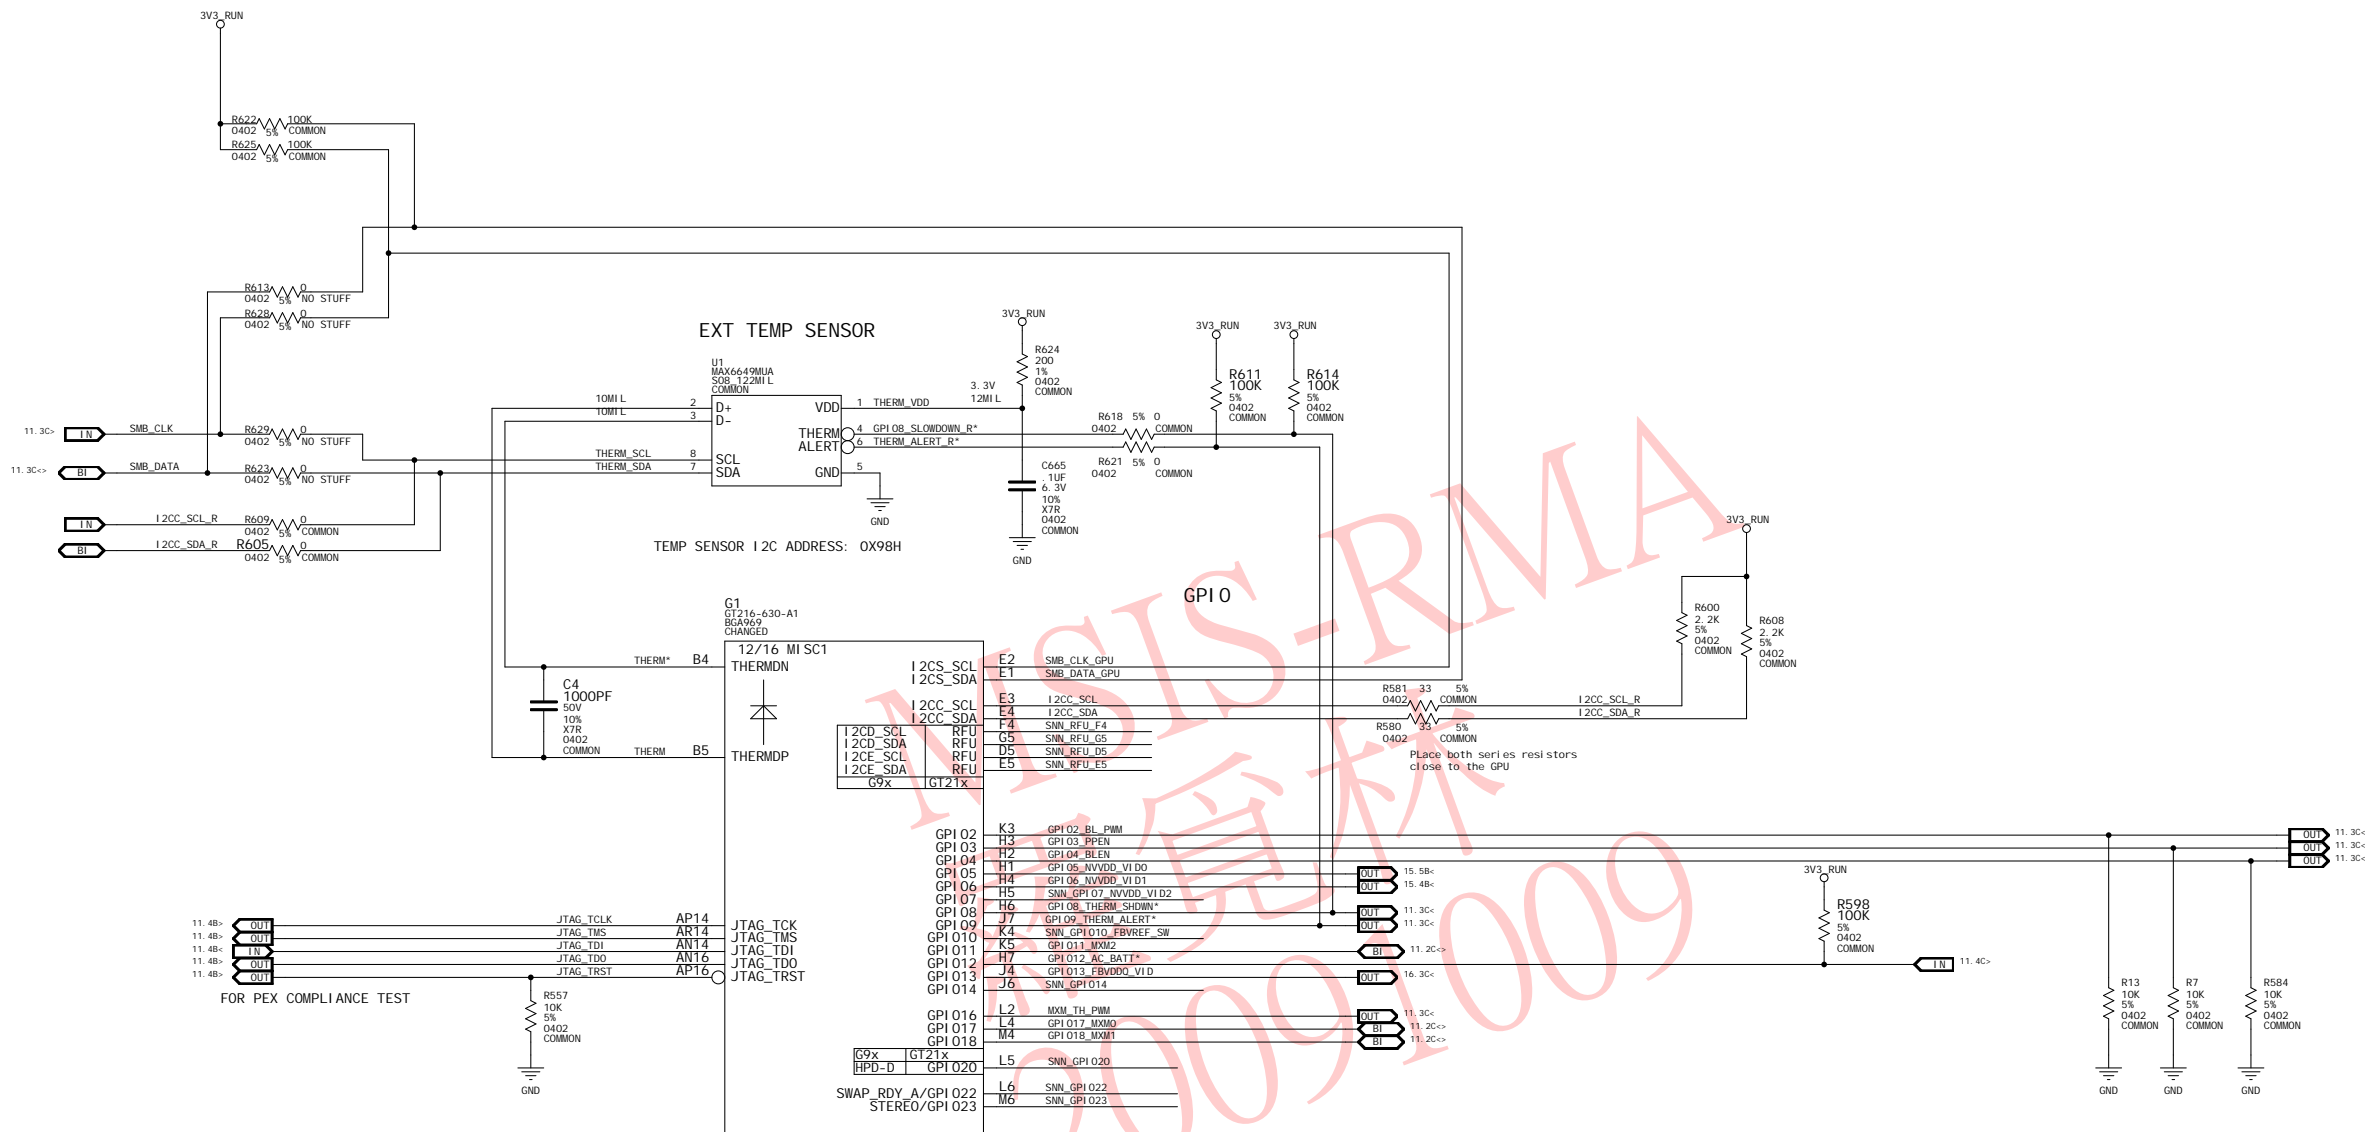 3V3_RUN
R622 100K
0402 5% COMMON
R625 100K
0402 5% COMMON
R613 0
0402 5% NO STUFF
R628 0
0402 5% NO STUFF
EXT TEMP SENSOR
U1
MAX6649MUA
SO8_122MIL
COMMON
3V3_RUN
R624
200
1%
0402
COMMON
3V3_RUN
3V3_RUN
R611
100K
5%
0402
COMMON
R614
100K
5%
0402
COMMON
10MIL 2 D+ VDD 1 THERM_VDD
3.3V
12MIL
10MIL 3 D-
THERM 4 GPIO8_SLOWDOWN_R*
ALERT 6 THERM_ALERT_R*
R618 5% 0
0402 COMMON
R621 5% 0
0402 COMMON
11.3C> IN SMB_CLK
R629 0
0402 5% NO STUFF
THERM_SCL 8 SCL
11.3C<> BI SMB_DATA
R623 0
0402 5% NO STUFF
THERM_SDA 7 SDA GND 5
GND
C665
.1UF
6.3V
10%
X7R
0402
COMMON
GND
IN I2CC_SCL_R
R609 0
0402 5% COMMON
BI I2CC_SDA_R
R605 0
0402 5% COMMON
TEMP SENSOR I2C ADDRESS: 0X98H
3V3_RUN
R600
2.2K
5%
0402
COMMON
R608
2.2K
5%
0402
COMMON
GPIO
G1
GT216-630-A1
BGA969
CHANGED
12/16 MISC1
THERM* B4 THERMDN
C4
1000PF
50V
10%
X7R
0402
COMMON
THERM B5 THERMDP
I2CS_SCL E2 SMB_CLK_GPU
I2CS_SDA E1 SMB_DATA_GPU
I2CC_SCL E3 I2CC_SCL
I2CC_SDA E4 I2CC_SDA
R581 33 5%
0402 COMMON
I2CC_SCL_R
I2CC_SDA_R
R580 33 5%
0402 COMMON
PLace both series resistors
close to the GPU
I2CD_SCL RFU F4 SNN_RFU_F4
I2CD_SDA RFU G5 SNN_RFU_G5
I2CE_SCL RFU D5 SNN_RFU_D5
I2CE_SDA RFU E5 SNN_RFU_E5
G9x GT21x
GPIO2 K3 GPIO2_BL_PWM OUT 11.3C<
GPIO3 H3 GPIO3_PPEN OUT 11.3C<
GPIO4 H2 GPIO4_BLEN OUT 11.3C<
GPIO5 H1 GPIO5_NVVDD_VID0 OUT 15.5B<
GPIO6 H4 GPIO6_NVVDD_VID1 OUT 15.4B<
GPIO7 H5 SNN_GPIO7_NVVDD_VID2
GPIO8 H6 GPIO8_THERM_SHDWN* OUT 11.3C<
GPIO9 J7 GPIO9_THERM_ALERT* OUT 11.3C<
GPIO10 K4 SNN_GPIO10_FBVREF_SW
GPIO11 K5 GPIO11_MXM2 BI 11.2C<>
GPIO12 H7 GPIO12_AC_BATT* IN 11.4C>
GPIO13 J4 GPIO13_FBVDDQ_VID OUT 16.3C<
GPIO14 J6 SNN_GPIO14
GPIO16 L2 MXM_TH_PWM OUT 11.3C<
GPIO17 L4 GPIO17_MXM0 BI 11.2C<>
GPIO18 M4 GPIO18_MXM1 BI 11.2C<>
G9x GT21x
HPD-D GPIO20 L5 SNN_GPIO20
SWAP_RDY_A/GPIO22 L6 SNN_GPIO22
STEREO/GPIO23 M6 SNN_GPIO23
3V3_RUN
R598
100K
5%
0402
COMMON
11.4B> OUT JTAG_TCLK AP14 JTAG_TCK
11.4B> OUT JTAG_TMS AR14 JTAG_TMS
11.4B< IN JTAG_TDI AN14 JTAG_TDI
11.4B> OUT JTAG_TDO AN16 JTAG_TDO
11.4B> OUT JTAG_TRST AP16 JTAG_TRST
FOR PEX COMPLIANCE TEST
R557
10K
5%
0402
COMMON
GND
R13
10K
5%
0402
COMMON
GND
R7
10K
5%
0402
COMMON
GND
R584
10K
5%
0402
COMMON
GND
MSIS-RMA
覓林
20091009